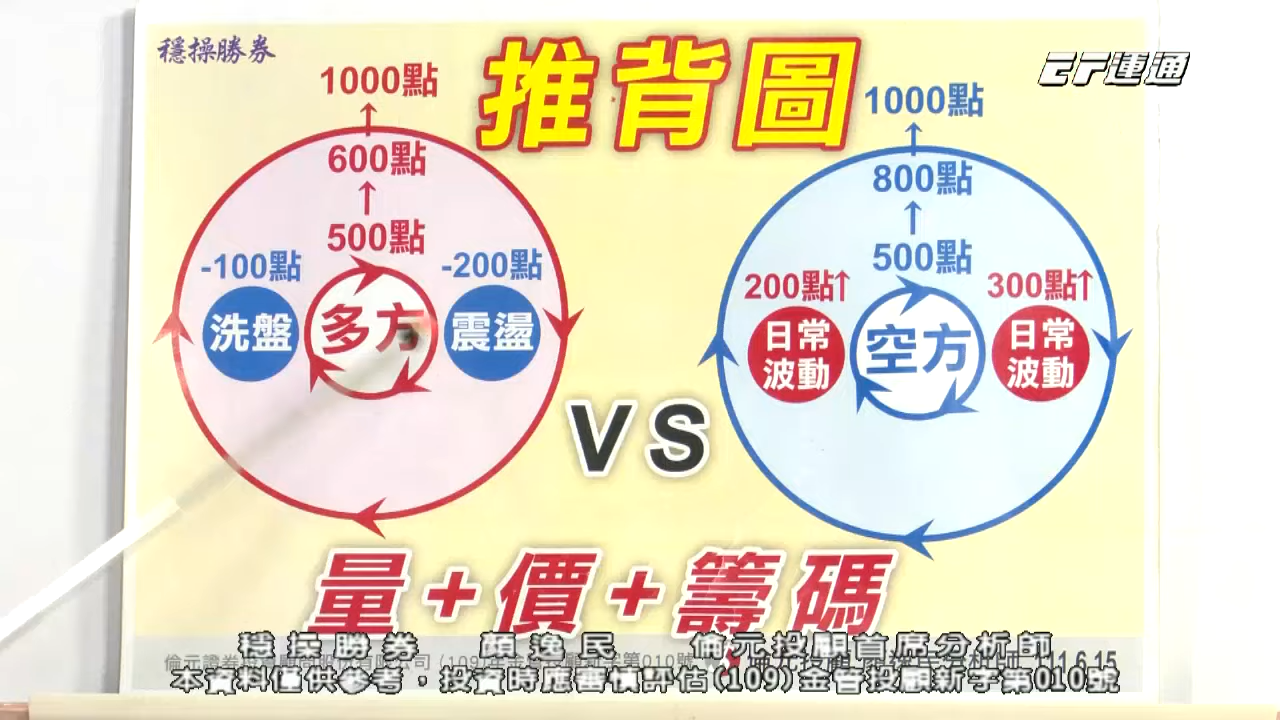 穩操勝券
推背圖
ET運通
1000點
↑
600點
↑
500點
-100點
-200點
洗盤
多方
震盪
1000點
↑
800點
↑
500點
200點↑
300點↑
日常
波動
空方
日常
波動
VS
量+價+籌碼
穩操勝券 顏逸民 倫元投顧首席分析師
本資料僅供參考，投資時應審慎評估(109)金管投顧新字第010號